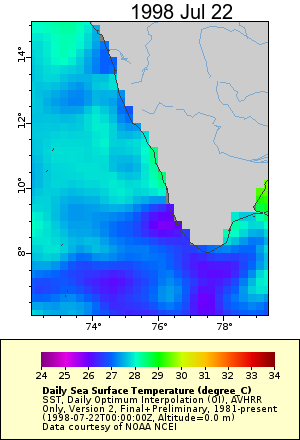 1998 Jul 22
14°
12°
10°
8°
74°
76°
78°
24 25 26 27 28 29 30 31 32 33 34
Daily Sea Surface Temperature (degree_C)
SST, Daily Optimum Interpolation (OI), AVHRR
Only, Version 2, Final+Preliminary, 1981-present
(1998-07-22T00:00:00Z, Altitude=0.0 m)
Data courtesy of NOAA NCEI